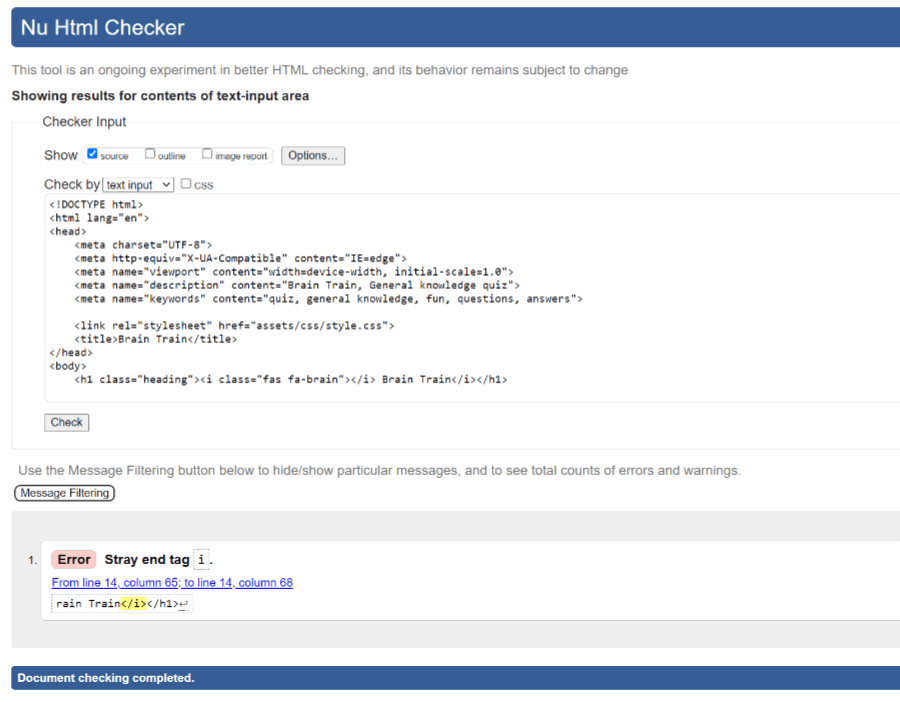 Nu Html Checker
This tool is an ongoing experiment in better HTML checking, and its behavior remains subject to change
Showing results for contents of text-input area
Checker Input
Show source outline image report Options...
Check by text input css
<!DOCTYPE html>
<html lang="en">
<head>
    <meta charset="UTF-8">
    <meta http-equiv="X-UA-Compatible" content="IE=edge">
    <meta name="viewport" content="width=device-width, initial-scale=1.0">
    <meta name="description" content="Brain Train, General knowledge quiz">
    <meta name="keywords" content="quiz, general knowledge, fun, questions, answers">
    <link rel="stylesheet" href="assets/css/style.css">
    <title>Brain Train</title>
</head>
<body>
    <h1 class="heading"><i class="fas fa-brain"></i> Brain Train</i></h1>
Check
Use the Message Filtering button below to hide/show particular messages, and to see total counts of errors and warnings.
Message Filtering
1. Error Stray end tag i.
From line 14, column 65; to line 14, column 68
rain Train</i></h1>↩
Document checking completed.